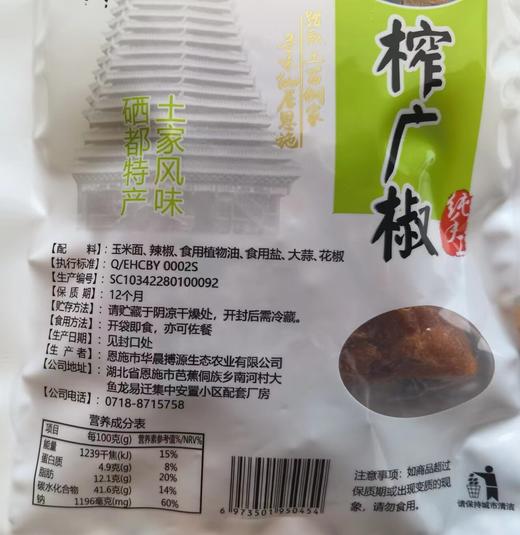 榨广椒
纯手工
土家风味
硒都特产
【配　　料】：玉米面、辣椒、食用植物油、食用盐、大蒜、花椒
【执行标准】：Q/EHCBY 0002S
【生产编号】：SC10342280100092
【保 质 期】：12个月
【贮存方法】：请贮藏于阴凉干爆处，开封后需冷藏。
【食用方法】：开袋即食，亦可佐餐
【生产日期】：见封口处
【生 产 者】：恩施市华晨搏源生态农业有限公司
【公司地址】：湖北省恩施市芭蕉侗族乡南河村大
鱼龙易迁集中安置小区配套厂房
【公司电话】：0718-8715758
营养成分表
项目 每100克(g) 营养素参考值%/NRV%
能量 1239千焦(kJ) 15%
蛋白质 4.9克(g) 8%
脂肪 12.1克(g) 20%
碳水化合物 41.6克(g) 14%
钠 1196毫克(mg) 60%
6973501950454
注意事项：如商品超过
保质期或出现变质的现
象，请勿食用。
请保持城市清洁